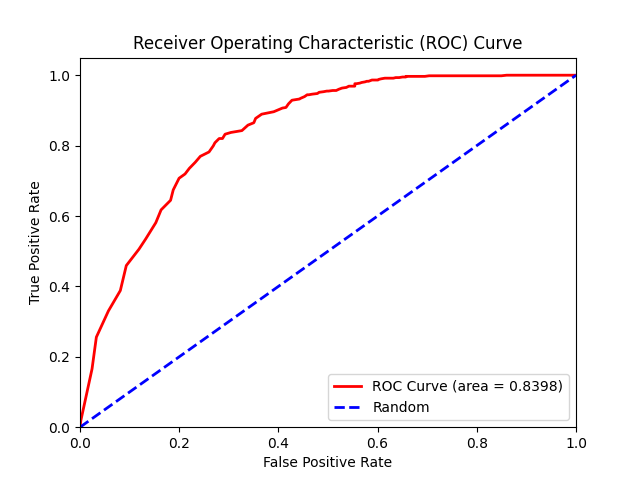 Receiver Operating Characteristic (ROC) Curve
True Positive Rate
1.0
0.8
0.6
0.4
0.2
0.0
0.0 0.2 0.4 0.6 0.8 1.0
False Positive Rate
ROC Curve (area = 0.8398)
Random